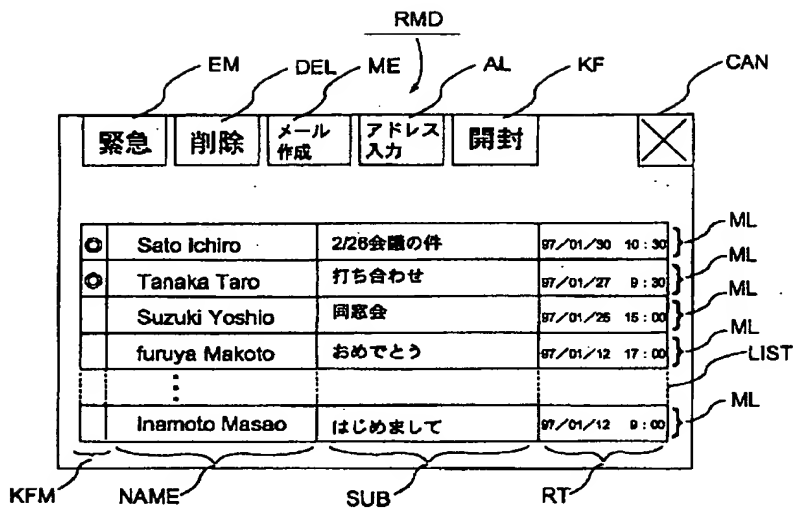 RMD
EM DEL ME AL KF CAN
緊急 削除 メール作成 アドレス入力 開封
ML
◎ Sato Ichiro 2/26会議の件 97/01/30 10:30
ML
◎ Tanaka Taro 打ち合わせ 97/01/27 9:30
ML
Suzuki Yoshio 同窓会 97/01/25 15:00
ML
furuya Makoto おめでとう 97/01/12 17:00
LIST
ML
Inamoto Masao はじめまして 97/01/12 9:00
KFM NAME SUB RT